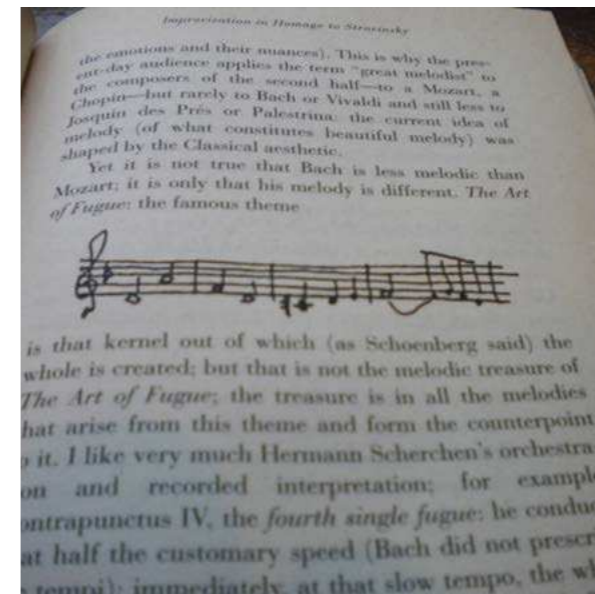 Improvisation in Homage to Stravinsky
the emotions and their nuances). This is why the pres-
ent-day audience applies the term "great melodist" to
the composers of the second half—to a Mozart, a
Chopin—but rarely to Bach or Vivaldi and still less to
Josquin des Prés or Palestrina: the current idea of
melody (of what constitutes beautiful melody) was
shaped by the Classical aesthetic.
Yet it is not true that Bach is less melodic than
Mozart; it is only that his melody is different. The Art
of Fugue: the famous theme
is that kernel out of which (as Schoenberg said) the
whole is created; but that is not the melodic treasure of
The Art of Fugue; the treasure is in all the melodies
hat arise from this theme and form the counterpoint
o it. I like very much Hermann Scherchen's orchestra
on and recorded interpretation; for example
ontrapunctus IV, the fourth single fugue: he conduc
at half the customary speed (Bach did not prescr
tempi); immediately, at that slow tempo, the wh